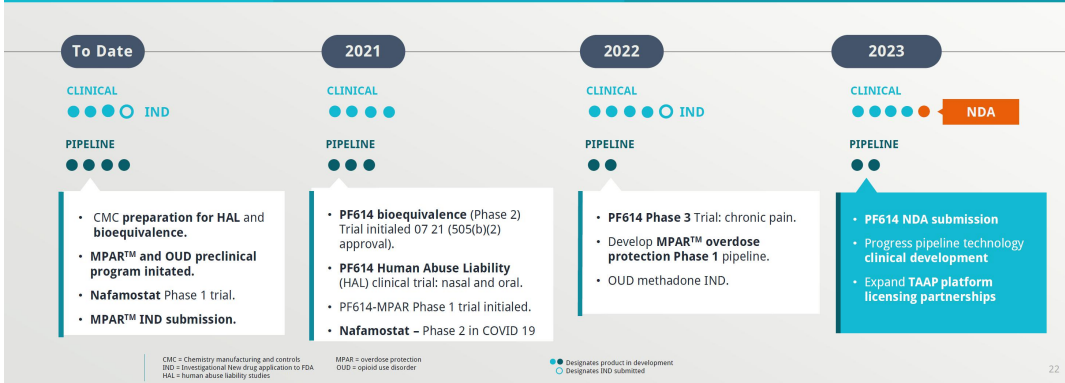 To Date
2021
2022
2023
CLINICAL
IND
PIPELINE
• CMC preparation for HAL and
bioequivalence.
• MPAR™ and OUD preclinical
program initated.
• Nafamostat Phase 1 trial.
• MPAR™ IND submission.
CLINICAL
PIPELINE
• PF614 bioequivalence (Phase 2)
Trial initialed 07 21 (505(b)(2)
approval).
• PF614 Human Abuse Liability
(HAL) clinical trial: nasal and oral.
• PF614-MPAR Phase 1 trial initialed.
• Nafamostat – Phase 2 in COVID 19
CLINICAL
IND
PIPELINE
• PF614 Phase 3 Trial: chronic pain.
• Develop MPAR™ overdose
protection Phase 1 pipeline.
• OUD methadone IND.
CLINICAL
NDA
PIPELINE
• PF614 NDA submission
• Progress pipeline technology
clinical development
• Expand TAAP platform
licensing partnerships
CMC = Chemistry manufacturing and controls
IND = Investigational New drug application to FDA
HAL = human abuse liability studies
MPAR = overdose protection
OUD = opioid use disorder
Designates product in development
Designates IND submitted
22